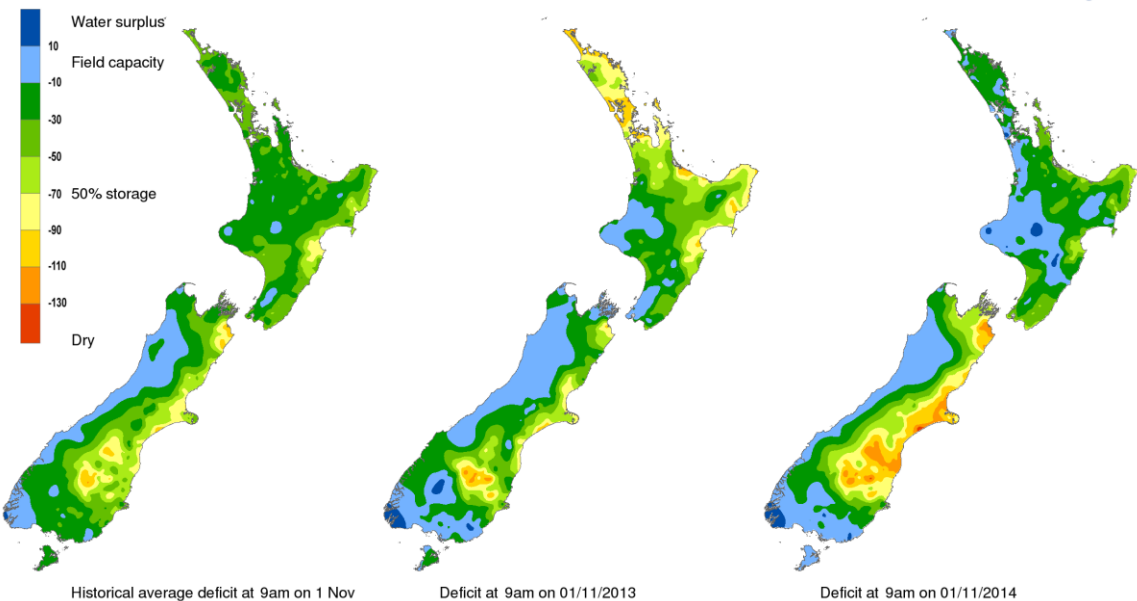 Water surplus
10
Field capacity
-10
-30
-50
50% storage
-70
-90
-110
-130
Dry
Historical average deficit at 9am on 1 Nov
Deficit at 9am on 01/11/2013
Deficit at 9am on 01/11/2014